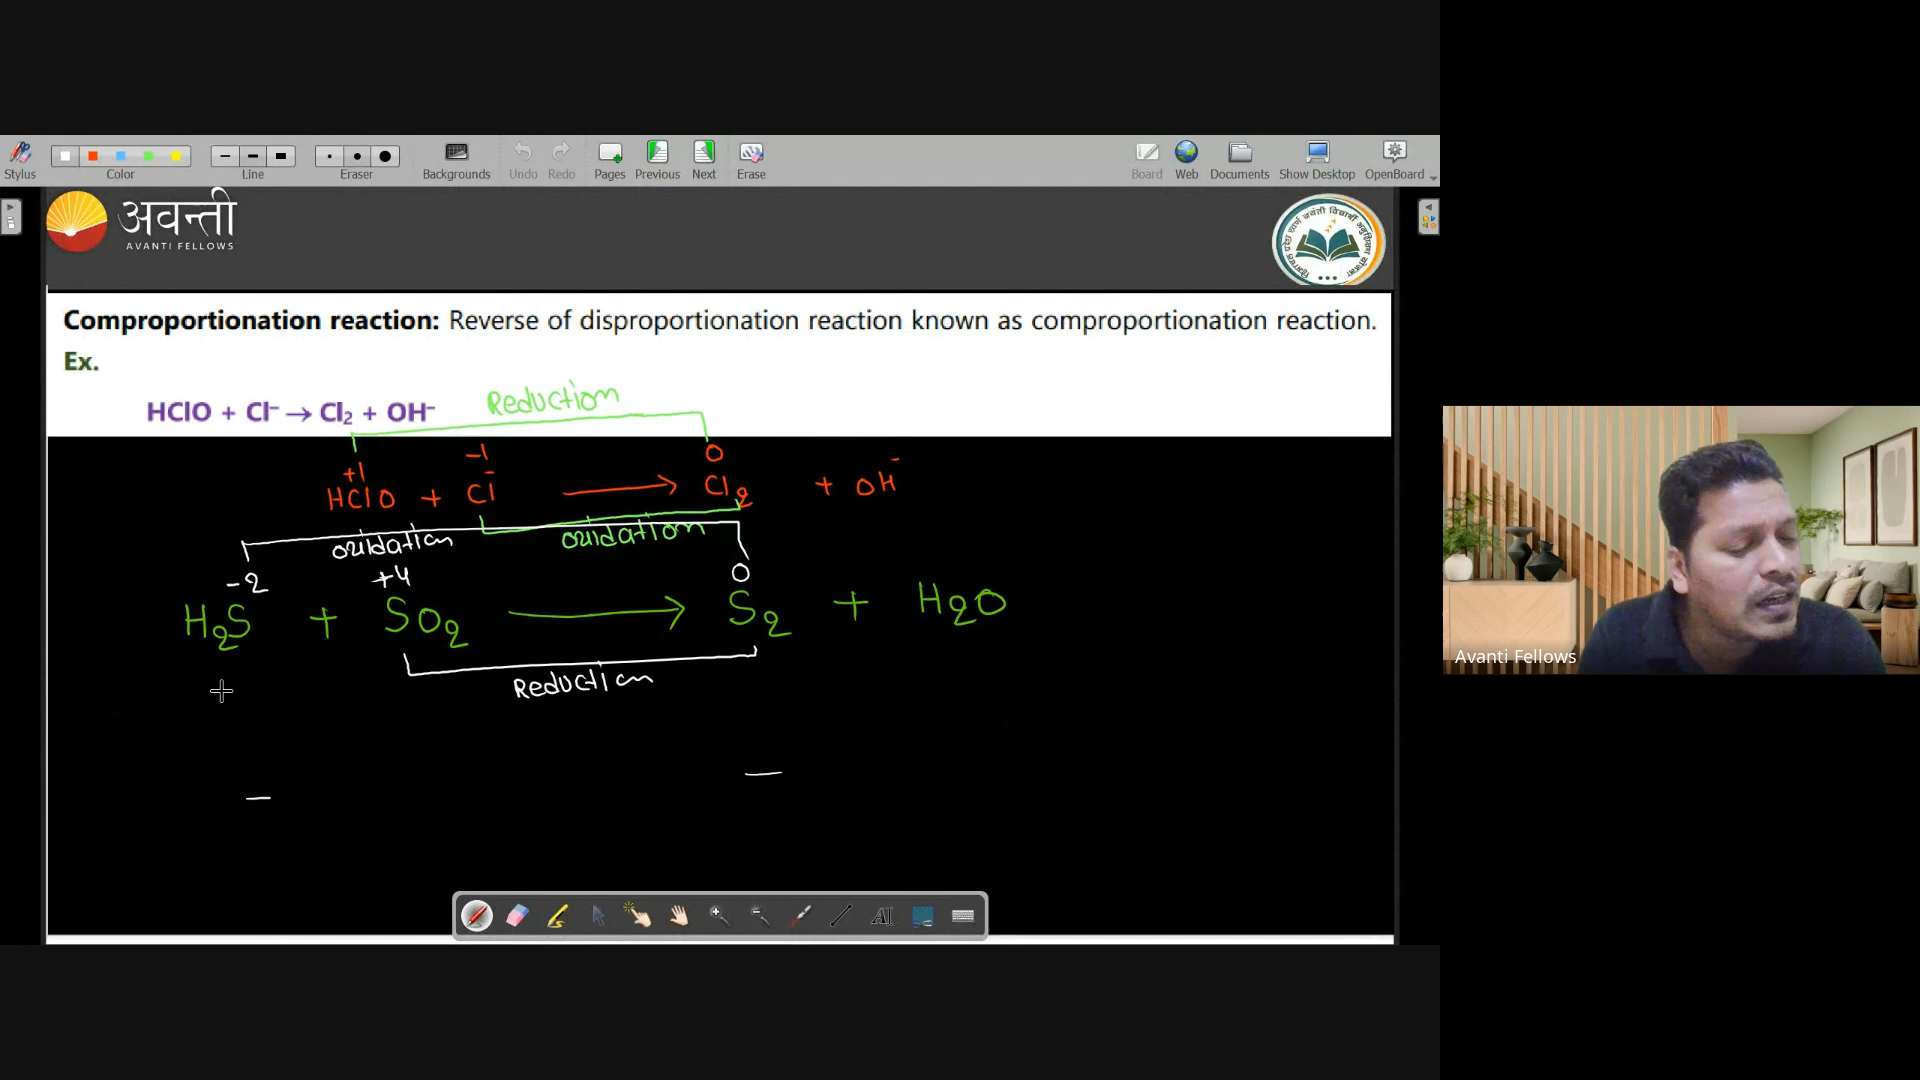 Stylus Color Line Eraser Backgrounds Undo Redo Pages Previous Next Erase Board Web Documents Show Desktop OpenBoard
अवन्ती
AVANTI FELLOWS
Comproportionation reaction: Reverse of disproportionation reaction known as comproportionation reaction.
Ex.
HClO + Cl⁻ → Cl₂ + OH⁻
Reduction
+1 -1 0
HClO + Cl⁻ → Cl₂ + OH⁻
oxidation oxidation
-2 +4 0
H₂S + SO₂ → S₂ + H₂O
Reduction
Avanti Fellows